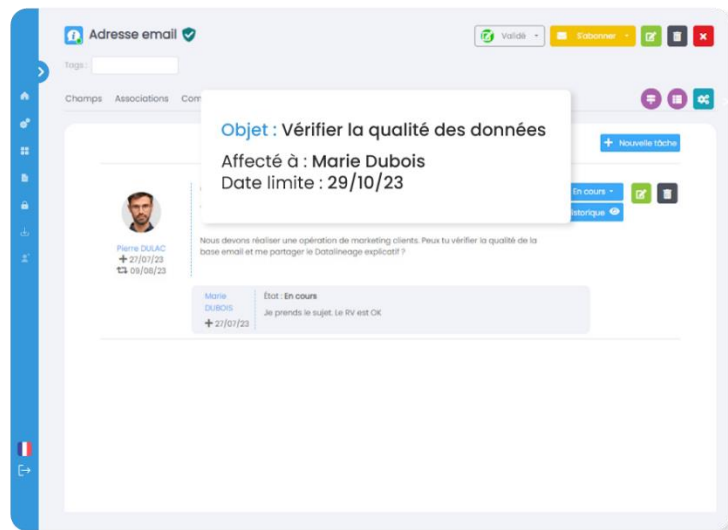 Adresse email
Validé
S'abonner
Tags :
Champs Associations Com
Objet : Vérifier la qualité des données
Affecté à : Marie Dubois
Date limite : 29/10/23
+ Nouvelle tâche
En cours
istorique
Pierre DULAC
+ 27/07/23
09/08/23
Nous devons réaliser une opération de marketing clients. Peux tu vérifier la qualité de la
base email et me partager le Datalineage explicatif ?
Marie
DUBOIS
+ 27/07/23
État : En cours
Je prends le sujet. Le RV est OK